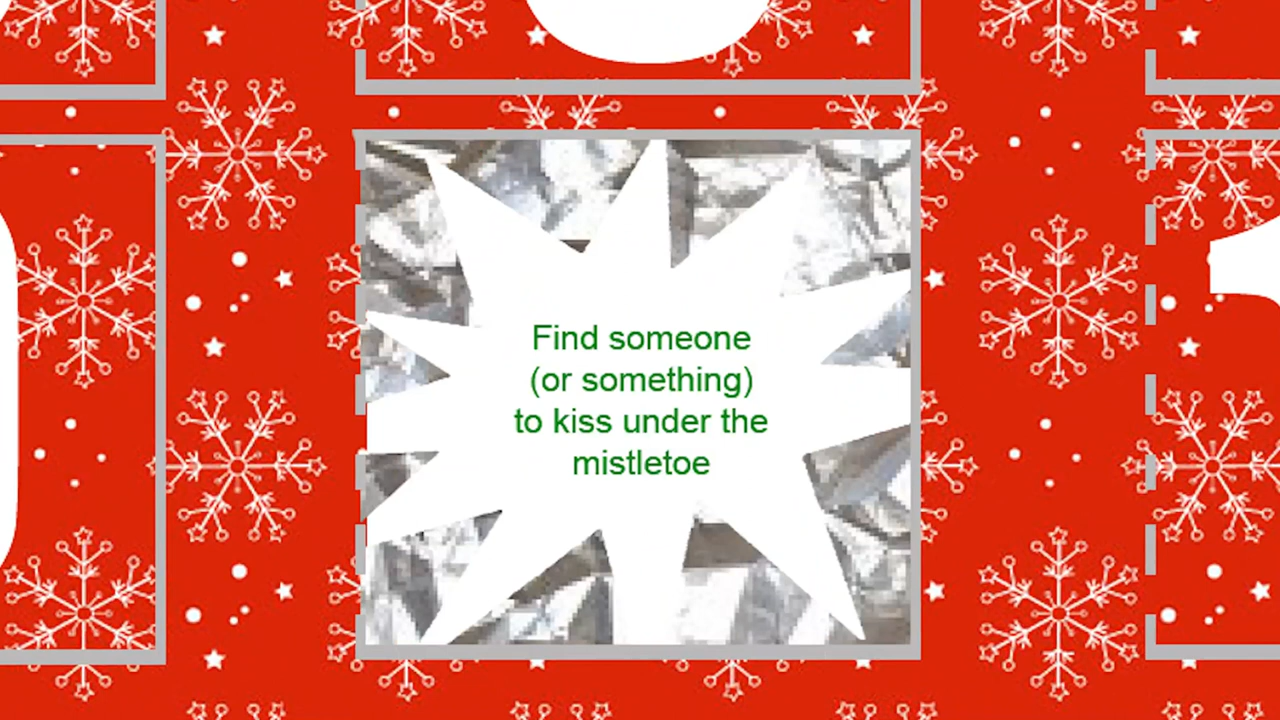 Find someone
(or something)
to kiss under the
mistletoe